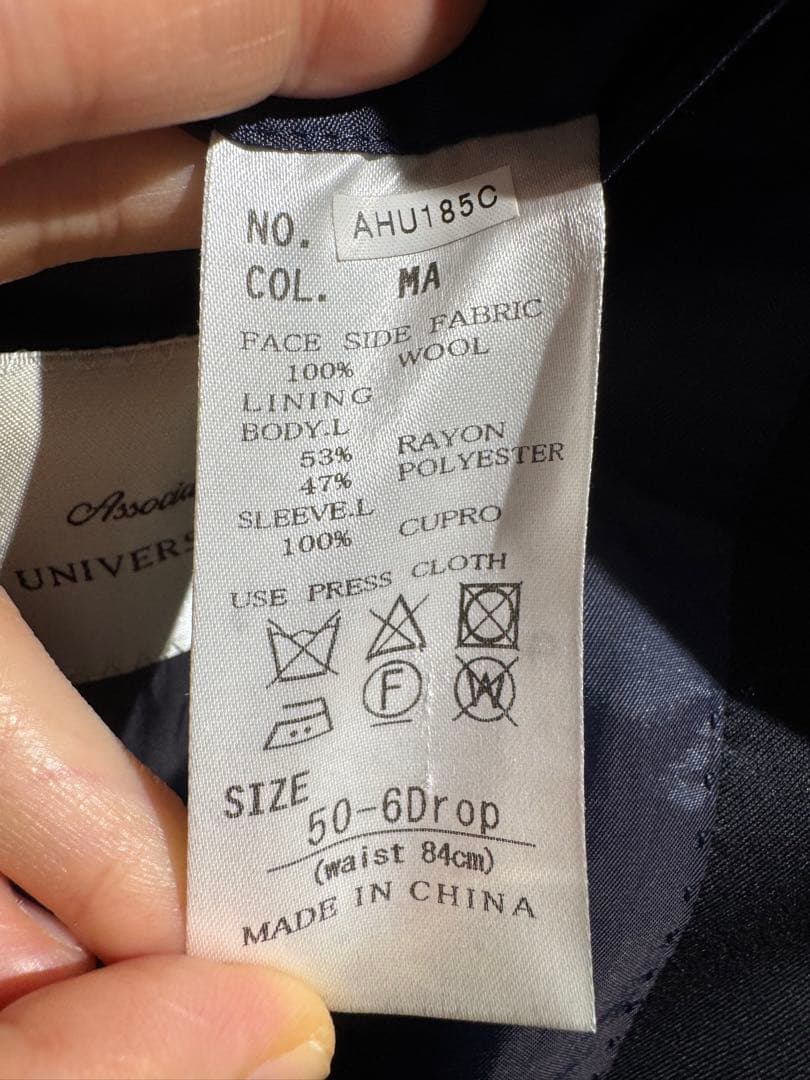 NO. AHU185C
COL. MA
FACE SIDE FABRIC
100% WOOL
LINING
BODY.L
53% RAYON
47% POLYESTER
SLEEVE.L
100% CUPRO
USE PRESS CLOTH
F
W
SIZE
50-6Drop
(waist 84cm)
MADE IN CHINA